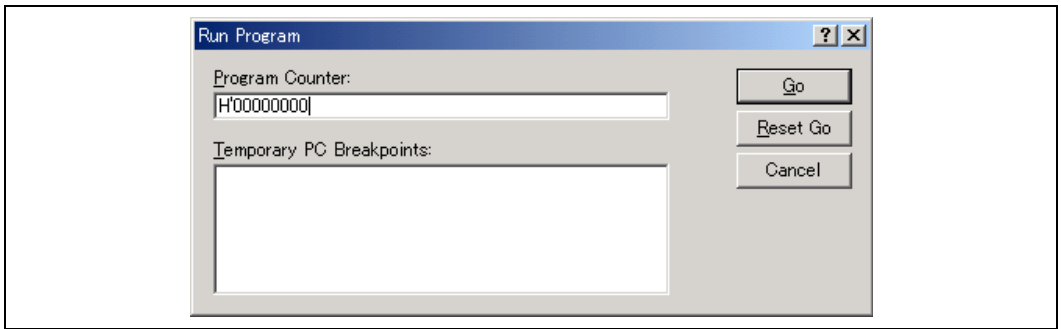 Run Program
Program Counter:
H'00000000
Temporary PC Breakpoints:
Go
Reset Go
Cancel